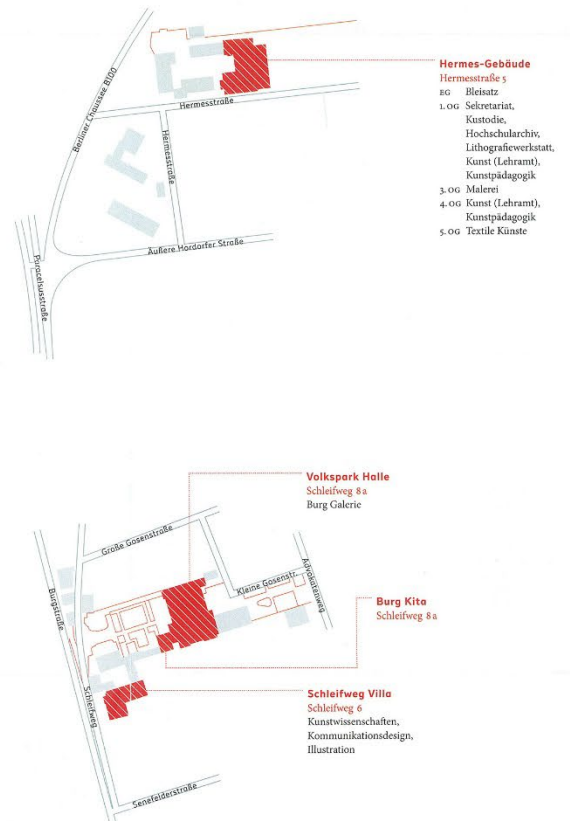 Hermes-Gebäude
Hermesstraße 5
EG Bleisatz
1. OG Sekretariat,
Kustodie,
Hochschularchiv,
Lithografiewerkstatt,
Kunst (Lehramt),
Kunstpädagogik
3. OG Malerei
4. OG Kunst (Lehramt),
Kunstpädagogik
5. OG Textile Künste
Berliner Chaussee B100
Hermesstraße
Hermesstraße
Äußere Hordorfer Straße
Paracelsusstraße
Volkspark Halle
Schleifweg 8a
Burg Galerie
Große Gosenstraße
Kleine Gosenstr.
Advokatenweg
Burgstraße
Burg Kita
Schleifweg 8a
Schleifweg
Schleifweg Villa
Schleifweg 6
Kunstwissenschaften,
Kommunikationsdesign,
Illustration
Senefelderstraße